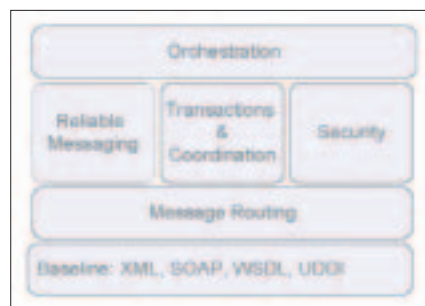 Orchestration
Reliable
Messaging
Transactions
&
Coordination
Security
Message Routing
Baseline: XML, SOAP, WSDL, UDDI